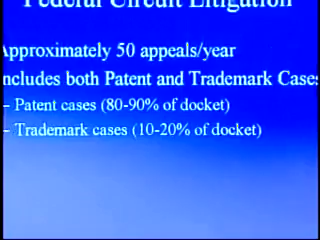 Federal Circuit Litigation
Approximately 50 appeals/year
ncludes both Patent and Trademark Cases
– Patent cases (80-90% of docket)
– Trademark cases (10-20% of docket)